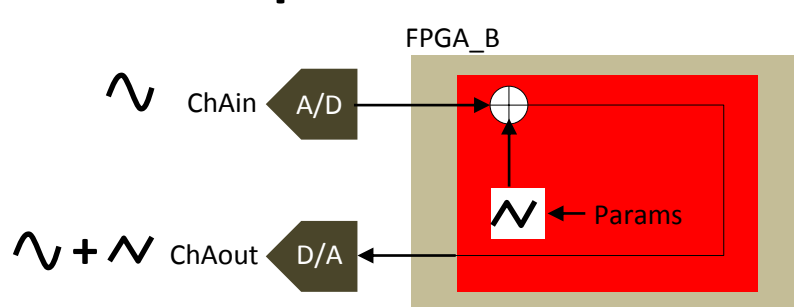 FPGA_B
ChAin
A/D
Params
+
ChAout
D/A